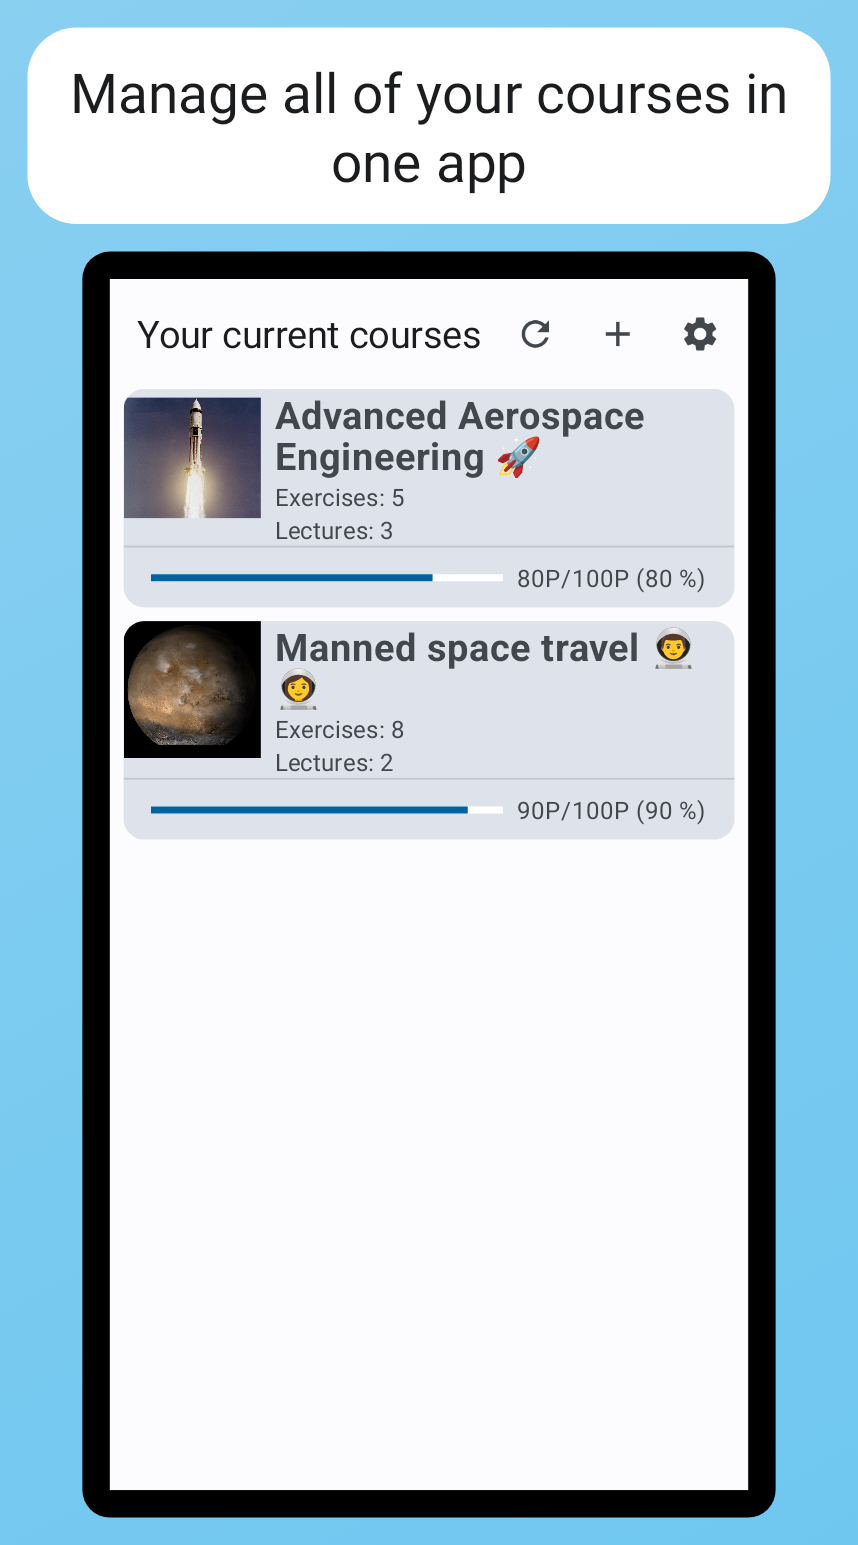 Manage all of your courses in
one app
Your current courses
Advanced Aerospace
Engineering 🚀
Exercises: 5
Lectures: 3
80P/100P (80 %)
Manned space travel 👨‍🚀
👩‍🚀
Exercises: 8
Lectures: 2
90P/100P (90 %)